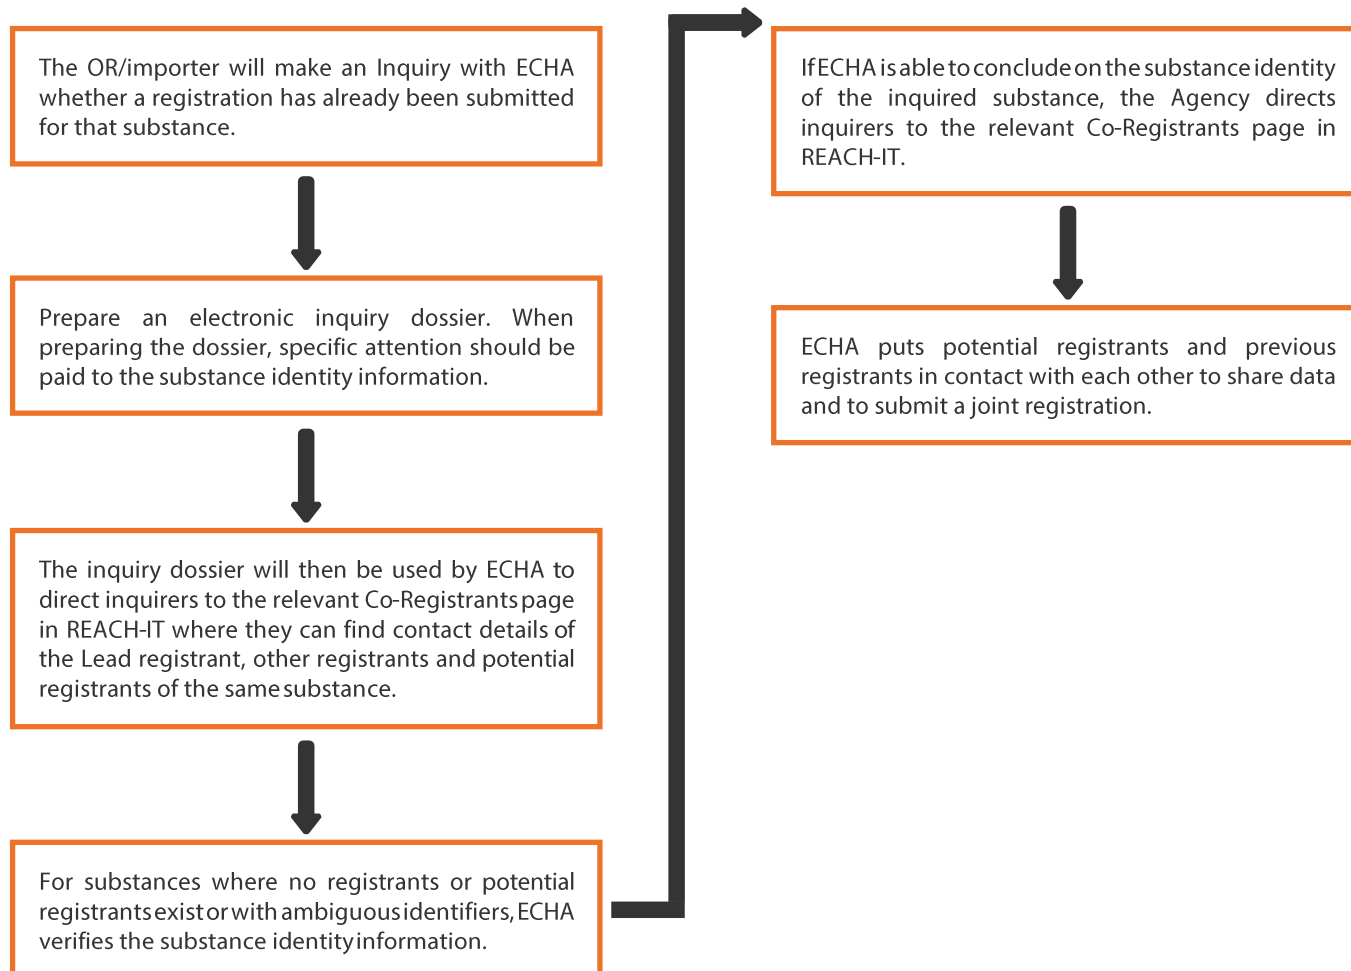 The OR/importer will make an Inquiry with ECHA
whether a registration has already been submitted
for that substance.
Prepare an electronic inquiry dossier. When
preparing the dossier, specific attention should be
paid to the substance identity information.
The inquiry dossier will then be used by ECHA to
direct inquirers to the relevant Co-Registrants page
in REACH-IT where they can find contact details of
the Lead registrant, other registrants and potential
registrants of the same substance.
For substances where no registrants or potential
registrants exist or with ambiguous identifiers, ECHA
verifies the substance identity information.
If ECHA is able to conclude on the substance identity
of the inquired substance, the Agency directs
inquirers to the relevant Co-Registrants page in
REACH-IT.
ECHA puts potential registrants and previous
registrants in contact with each other to share data
and to submit a joint registration.